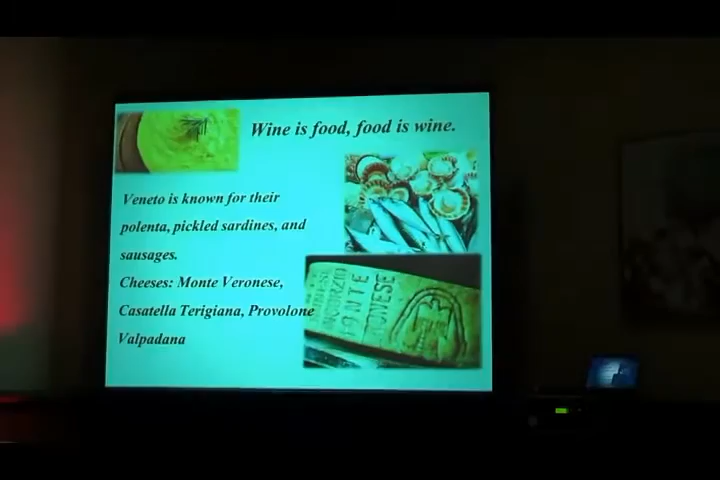 Wine is food, food is wine.
Veneto is known for their
polenta, pickled sardines, and
sausages.
Cheeses: Monte Veronese,
Casatella Terigiana, Provolone
Valpadana